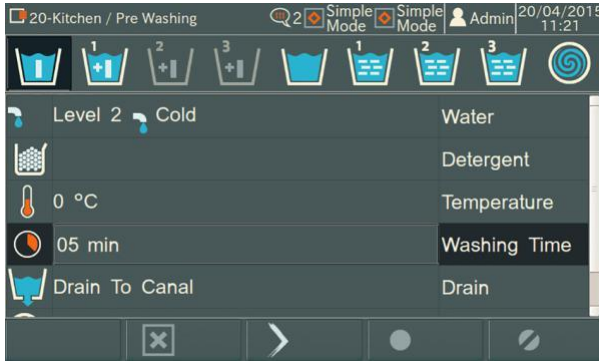 20-Kitchen / Pre Washing
2
Simple Mode
Simple Mode
Admin
20/04/2015
11:21
1
2
3
1
2
3
Level 2 Cold Water
Detergent
0 °C Temperature
05 min Washing Time
Drain To Canal Drain